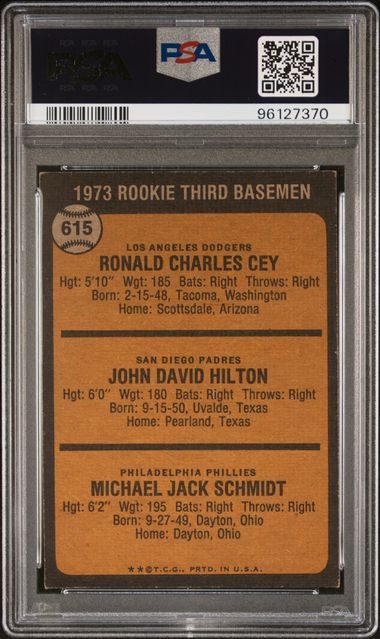 PSA
96127370
1973 ROOKIE THIRD BASEMEN
615
LOS ANGELES DODGERS
RONALD CHARLES CEY
Hgt: 5'10" Wgt: 185 Bats: Right Throws: Right
Born: 2-15-48, Tacoma, Washington
Home: Scottsdale, Arizona
SAN DIEGO PADRES
JOHN DAVID HILTON
Hgt: 6'0" Wgt: 180 Bats: Right Throws: Right
Born: 9-15-50, Uvalde, Texas
Home: Pearland, Texas
PHILADELPHIA PHILLIES
MICHAEL JACK SCHMIDT
Hgt: 6'2" Wgt: 195 Bats: Right Throws: Right
Born: 9-27-49, Dayton, Ohio
Home: Dayton, Ohio
**©T.C.G. PRTD. IN U.S.A.